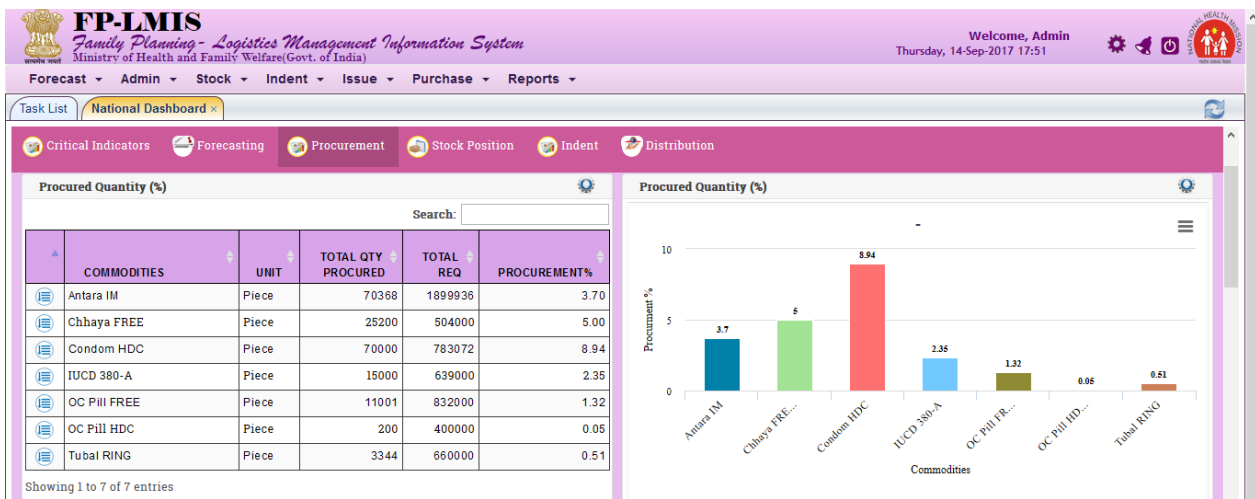 FP-LMIS
Family Planning- Logistics Management Information System
सत्यमेव जयते
Ministry of Health and Family Welfare(Govt. of India)
Welcome, Admin
Thursday, 14-Sep-2017 17:51
NATIONAL HEALTH MISSION
Forecast Admin Stock Indent Issue Purchase Reports
Task List National Dashboard ×
Critical Indicators Forecasting Procurement Stock Position Indent Distribution
Procured Quantity (%)
Search:
COMMODITIES UNIT TOTAL QTY PROCURED TOTAL REQ PROCUREMENT%
Antara IM Piece 70368 1899936 3.70
Chhaya FREE Piece 25200 504000 5.00
Condom HDC Piece 70000 783072 8.94
IUCD 380-A Piece 15000 639000 2.35
OC Pill FREE Piece 11001 832000 1.32
OC Pill HDC Piece 200 400000 0.05
Tubal RING Piece 3344 660000 0.51
Showing 1 to 7 of 7 entries
Procured Quantity (%)
-
Procurment %
10
5
0
3.7
5
8.94
2.35
1.32
0.05
0.51
Antara IM
Chhaya FRE...
Condom HDC
IUCD 380-A
OC Pill FR...
OC Pill HD...
Tubal RING
Commodities